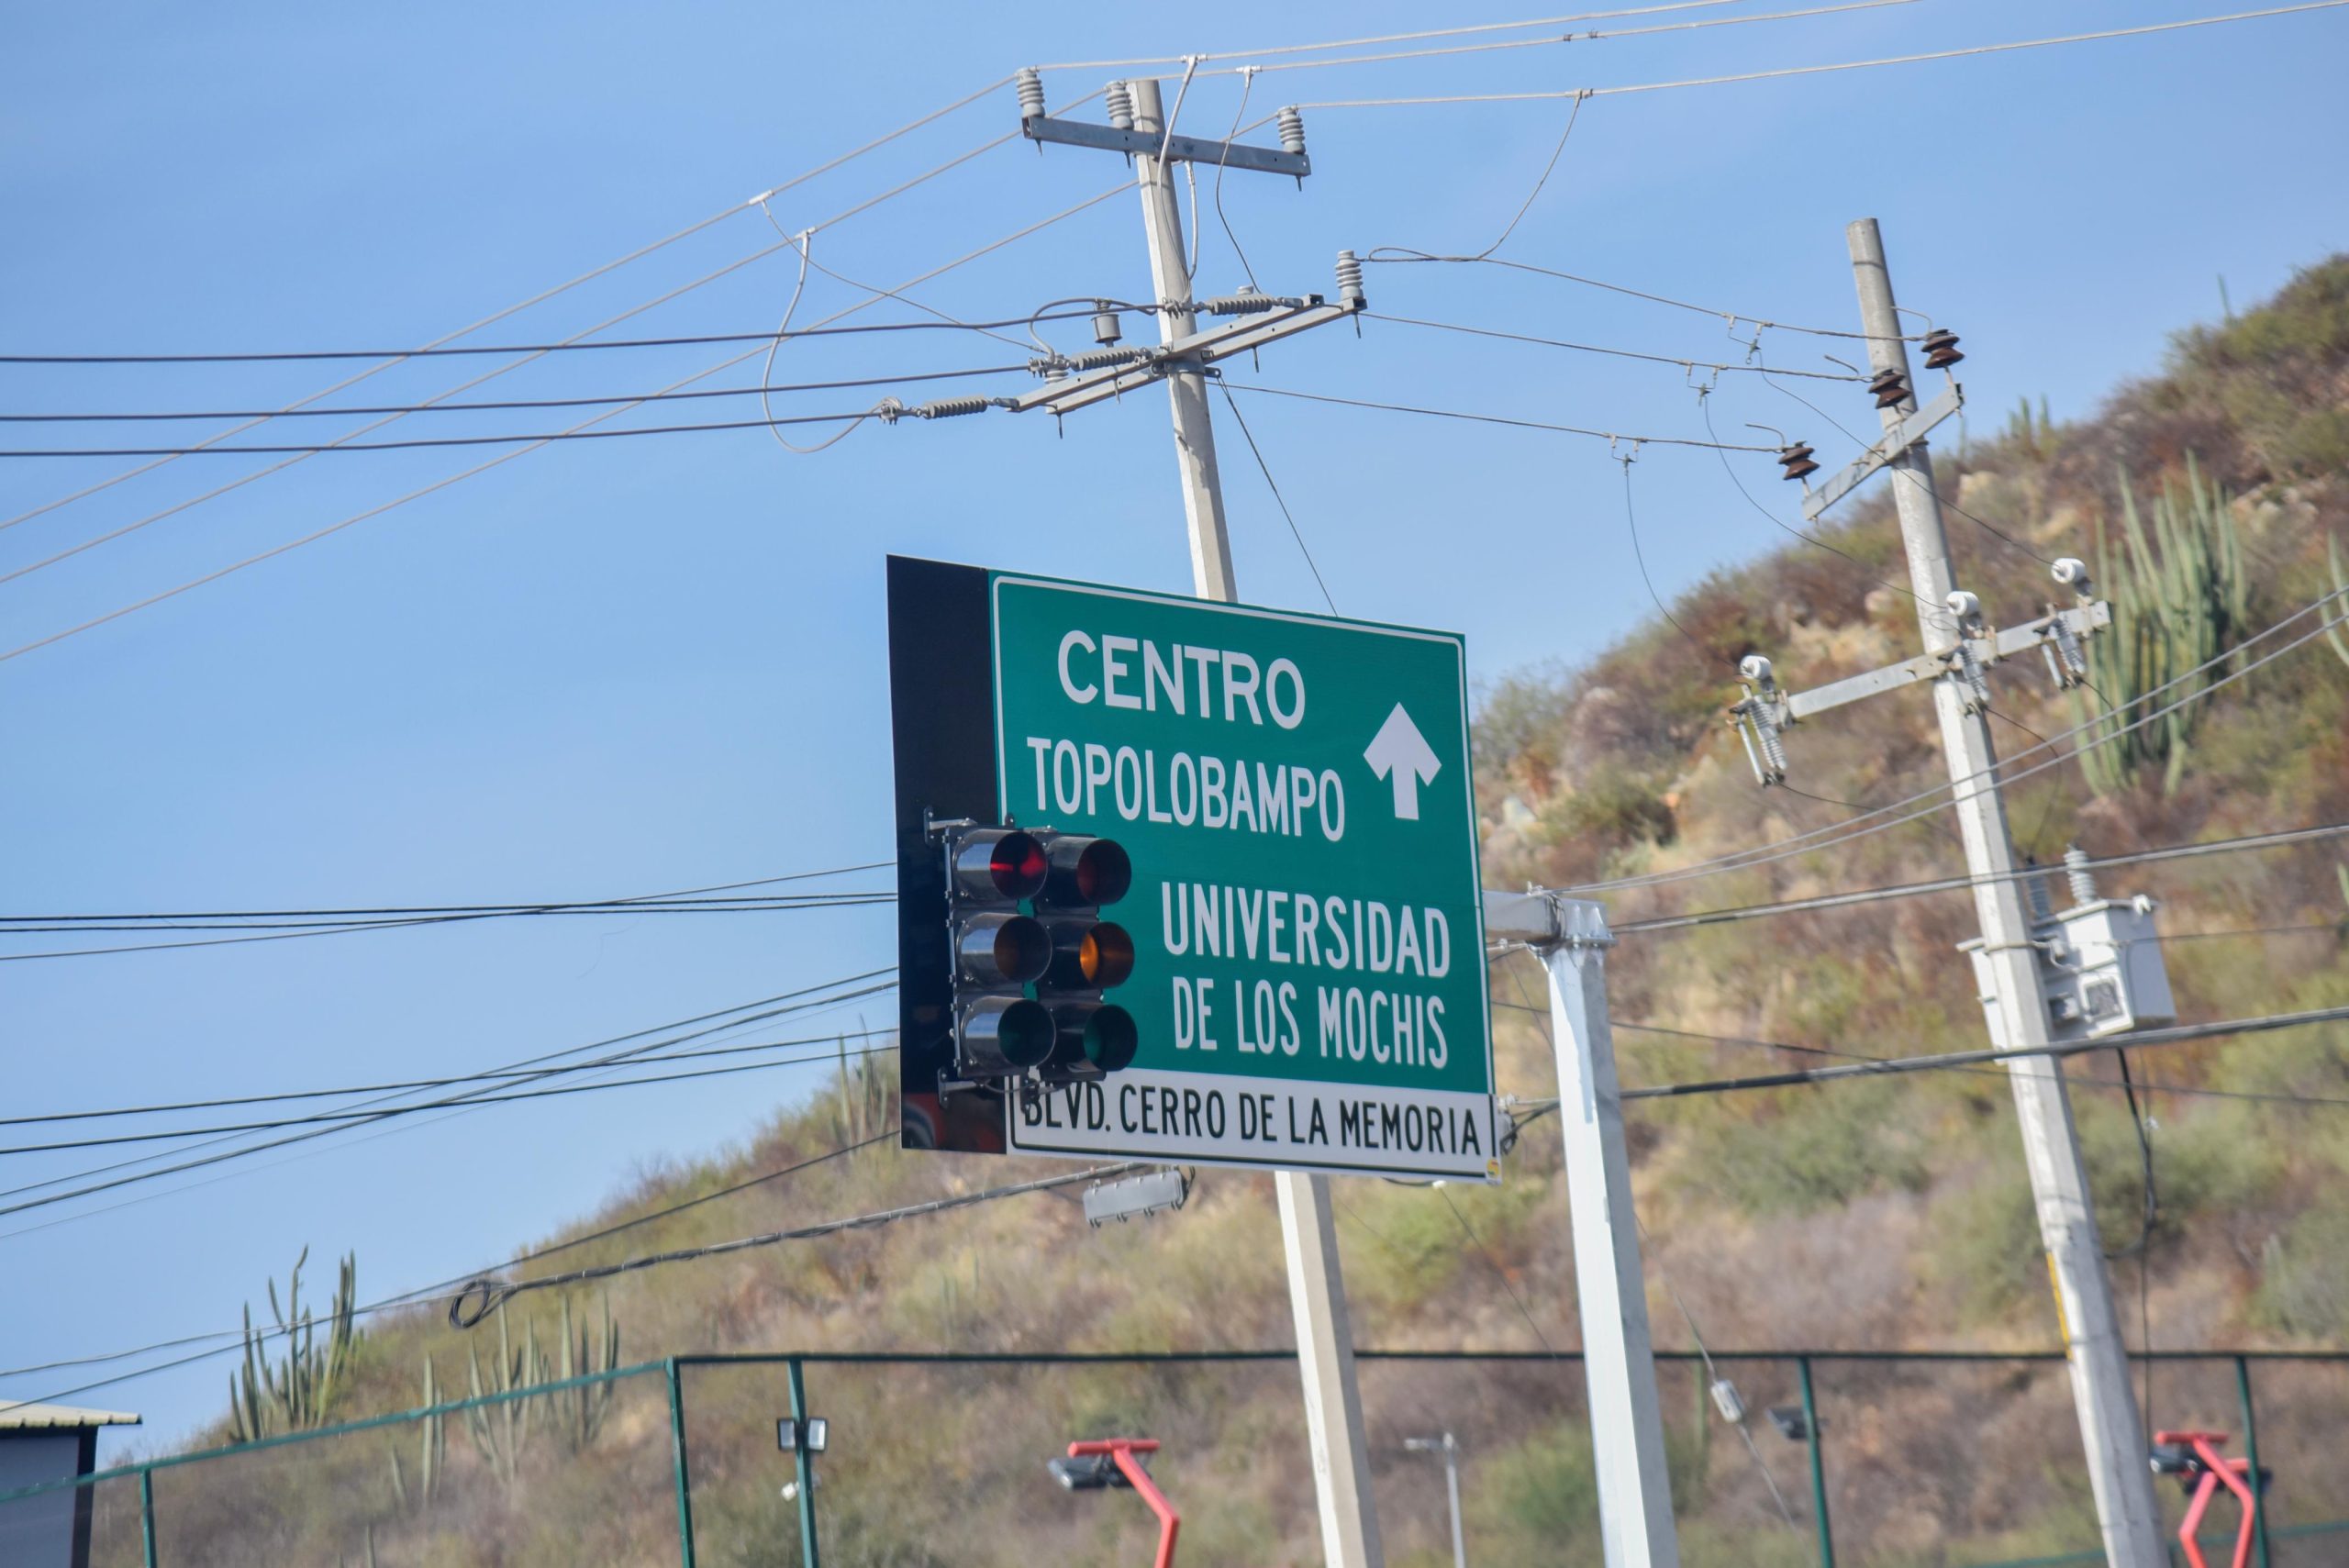 CENTRO
TOPOLOBAMPO
UNIVERSIDAD
DE LOS MOCHIS
BLVD. CERRO DE LA MEMORIA